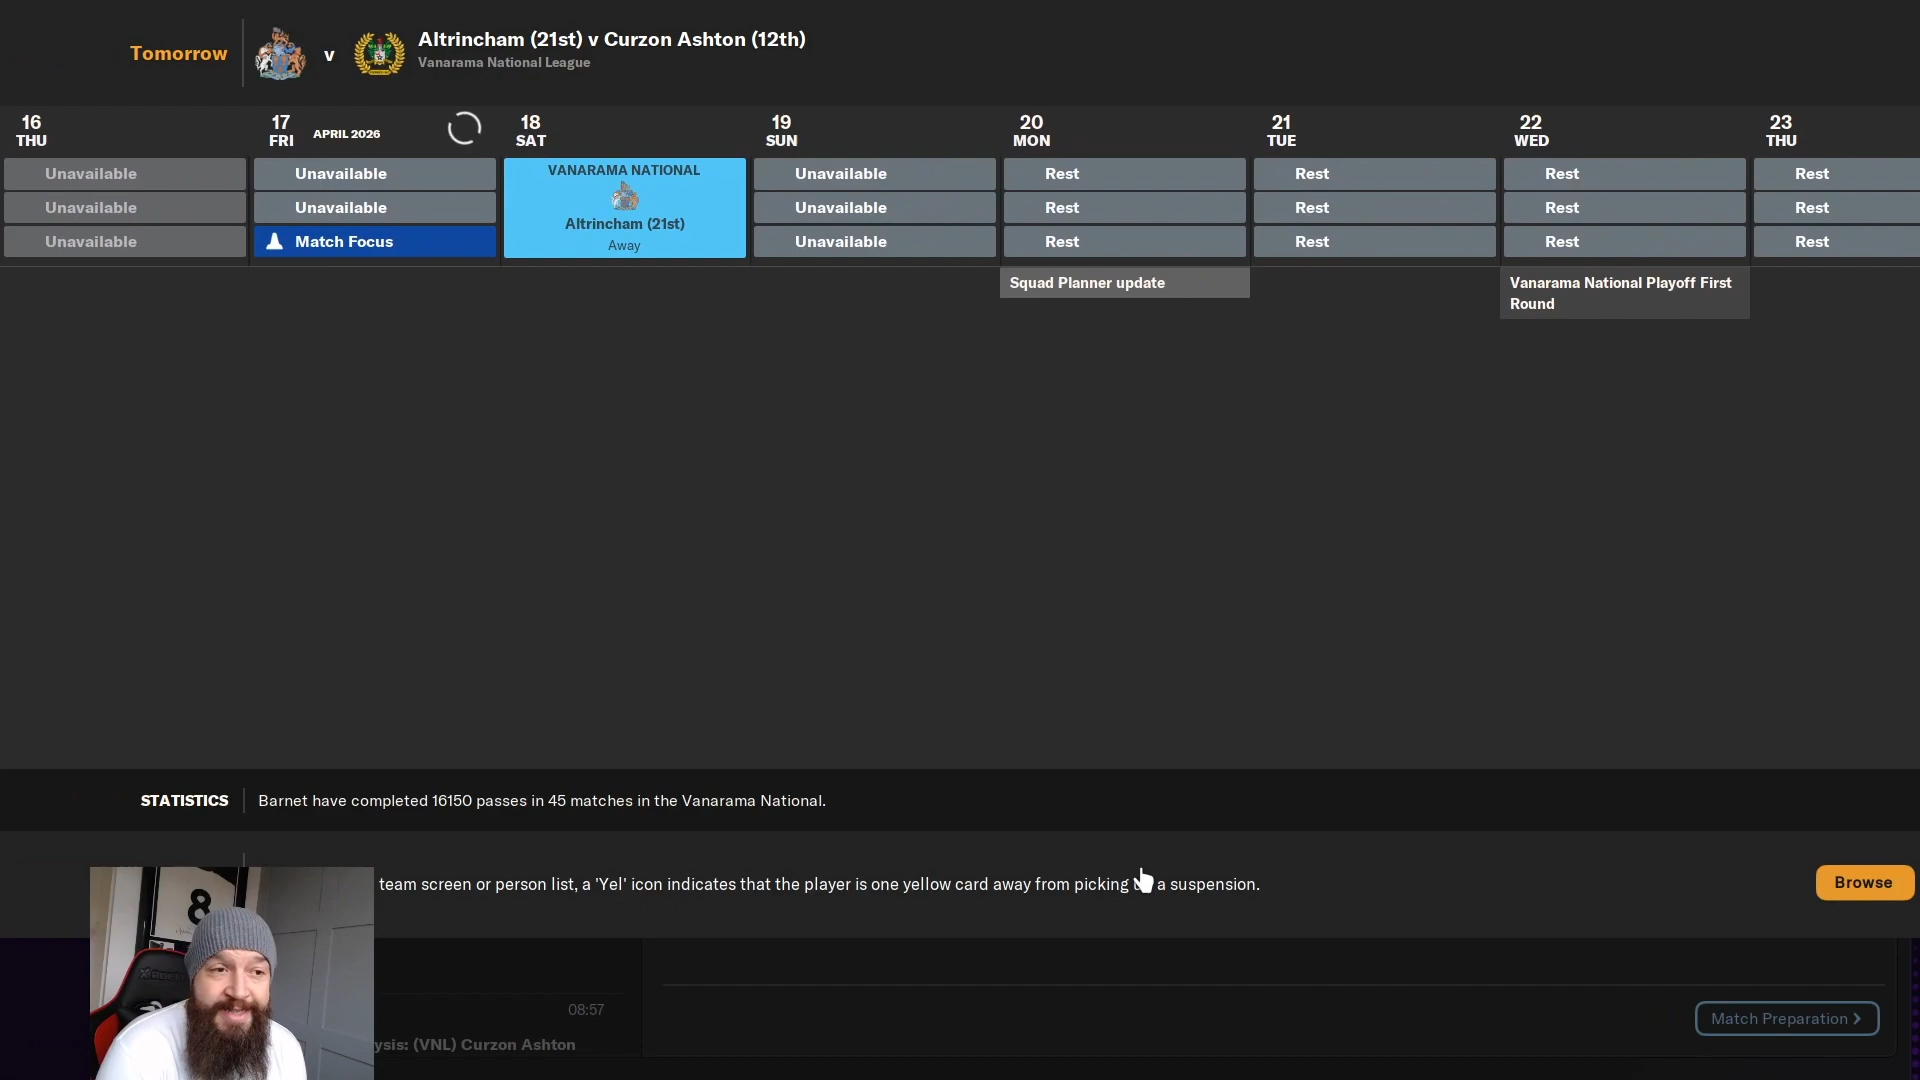 Tomorrow
v
Altrincham (21st) v Curzon Ashton (12th)
Vanarama National League
16
THU
17
FRI
APRIL 2026
18
SAT
19
SUN
20
MON
21
TUE
22
WED
23
THU
Unavailable
Unavailable
Unavailable
Unavailable
Unavailable
Match Focus
VANARAMA NATIONAL
Altrincham (21st)
Away
Unavailable
Unavailable
Unavailable
Rest
Rest
Rest
Squad Planner update
Rest
Rest
Rest
Rest
Rest
Rest
Vanarama National Playoff First
Round
Rest
Rest
Rest
STATISTICS
Barnet have completed 16150 passes in 45 matches in the Vanarama National.
team screen or person list, a 'Yel' icon indicates that the player is one yellow card away from picking a suspension.
Browse
8
08:57
ysis: (VNL) Curzon Ashton
Match Preparation